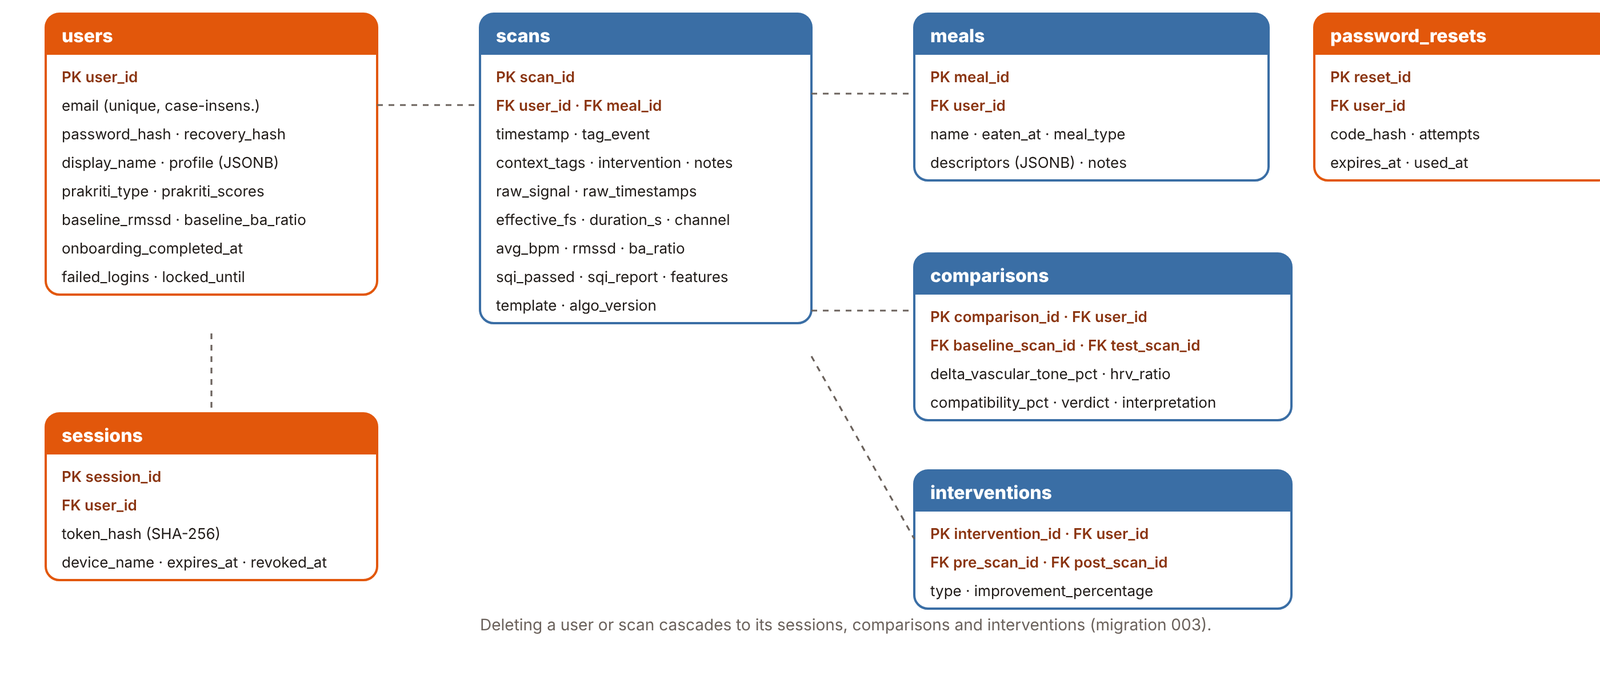 users
PK user_id
email (unique, case-insens.)
password_hash · recovery_hash
display_name · profile (JSONB)
prakriti_type · prakriti_scores
baseline_rmssd · baseline_ba_ratio
onboarding_completed_at
failed_logins · locked_until
scans
PK scan_id
FK user_id · FK meal_id
timestamp · tag_event
context_tags · intervention · notes
raw_signal · raw_timestamps
effective_fs · duration_s · channel
avg_bpm · rmssd · ba_ratio
sqi_passed · sqi_report · features
template · algo_version
meals
PK meal_id
FK user_id
name · eaten_at · meal_type
descriptors (JSONB) · notes
password_resets
PK reset_id
FK user_id
code_hash · attempts
expires_at · used_at
comparisons
PK comparison_id · FK user_id
FK baseline_scan_id · FK test_scan_id
delta_vascular_tone_pct · hrv_ratio
compatibility_pct · verdict · interpretation
sessions
PK session_id
FK user_id
token_hash (SHA-256)
device_name · expires_at · revoked_at
interventions
PK intervention_id · FK user_id
FK pre_scan_id · FK post_scan_id
type · improvement_percentage
Deleting a user or scan cascades to its sessions, comparisons and interventions (migration 003).